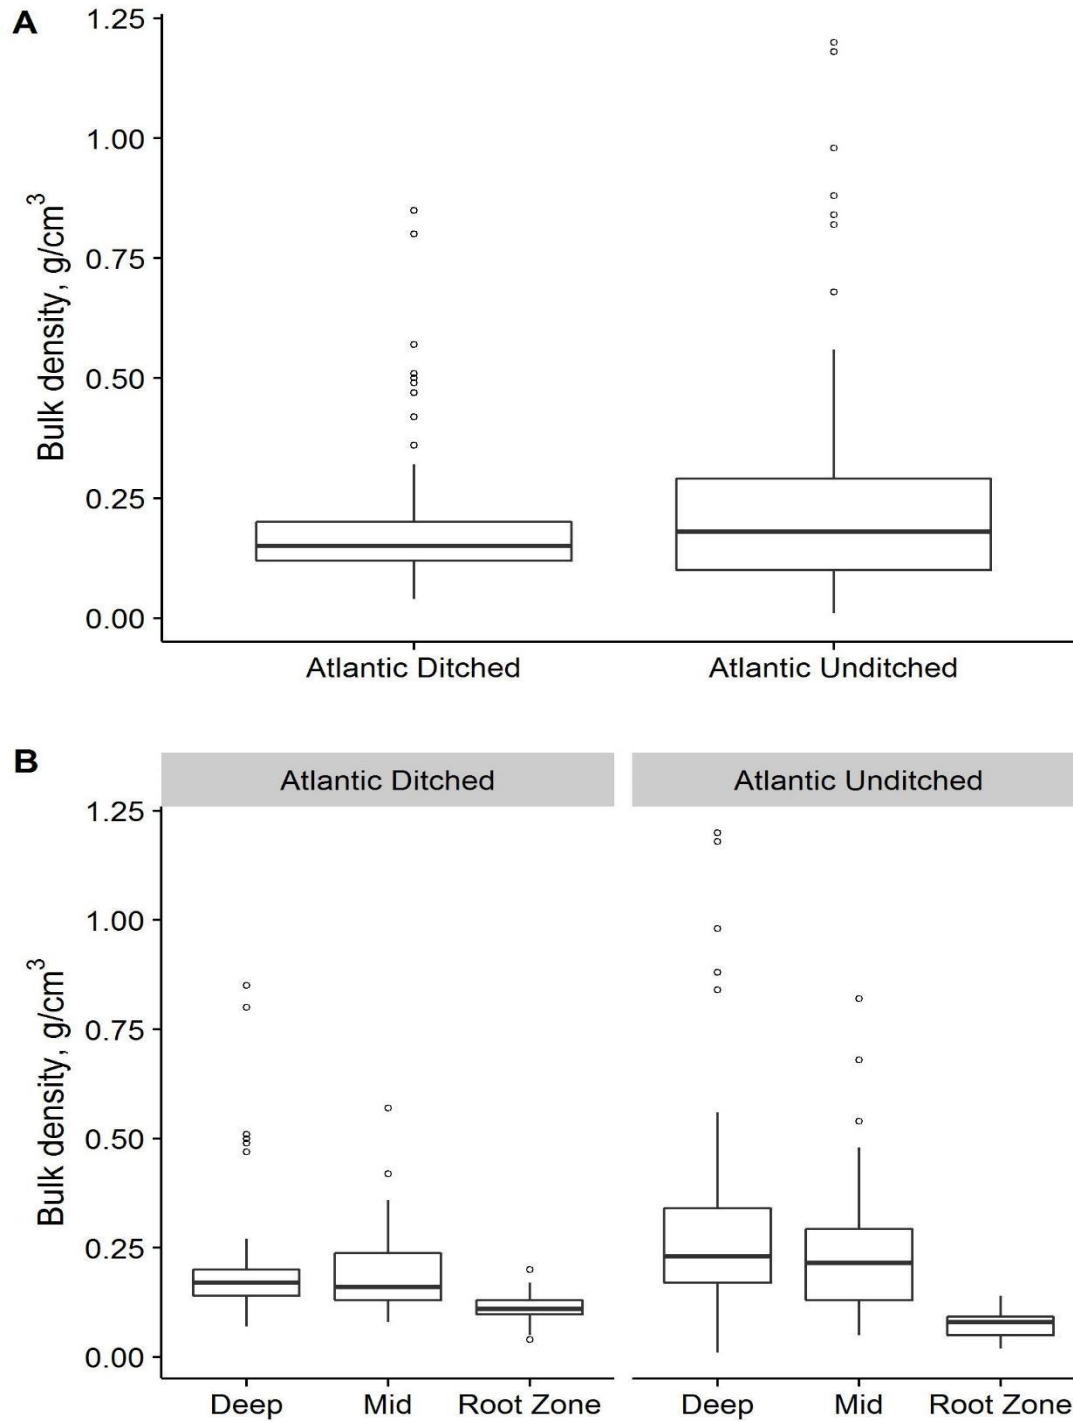 A
1.25
1.00
0.75
0.50
0.25
0.00
Bulk density, g/cm³
Atlantic Ditched Atlantic Unditched
B
Atlantic Ditched Atlantic Unditched
1.25
1.00
0.75
0.50
0.25
0.00
Bulk density, g/cm³
Deep Mid Root Zone Deep Mid Root Zone